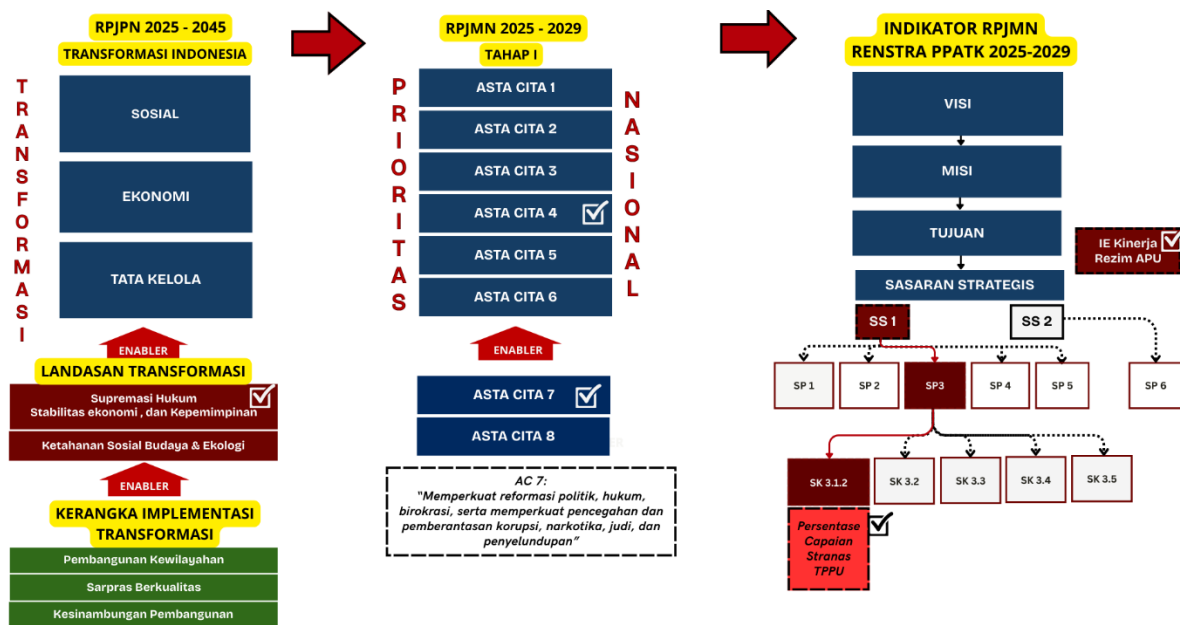 RPJPN 2025 - 2045
TRANSFORMASI INDONESIA
TRANSFORMASI
SOSIAL
EKONOMI
TATA KELOLA
ENABLER
LANDASAN TRANSFORMASI
Supremasi Hukum
Stabilitas ekonomi , dan Kepemimpinan
Ketahanan Sosial Budaya & Ekologi
ENABLER
KERANGKA IMPLEMENTASI
TRANSFORMASI
Pembangunan Kewilayahan
Sarpras Berkualitas
Kesinambungan Pembangunan
RPJMN 2025 - 2029
TAHAP I
PRIORITAS
NASIONAL
ASTA CITA 1
ASTA CITA 2
ASTA CITA 3
ASTA CITA 4
ASTA CITA 5
ASTA CITA 6
ENABLER
ASTA CITA 7
ASTA CITA 8
AC 7:
"Memperkuat reformasi politik, hukum,
birokrasi, serta memperkuat pencegahan dan
pemberantasan korupsi, narkotika, judi, dan
penyelundupan"
INDIKATOR RPJMN
RENSTRA PPATK 2025-2029
VISI
MISI
TUJUAN
SASARAN STRATEGIS
IE Kinerja
Rezim APU
SS 1
SS 2
SP 1
SP 2
SP3
SP 4
SP 5
SP 6
SK 3.1.2
SK 3.2
SK 3.3
SK 3.4
SK 3.5
Persentase
Capaian
Stranas
TPPU